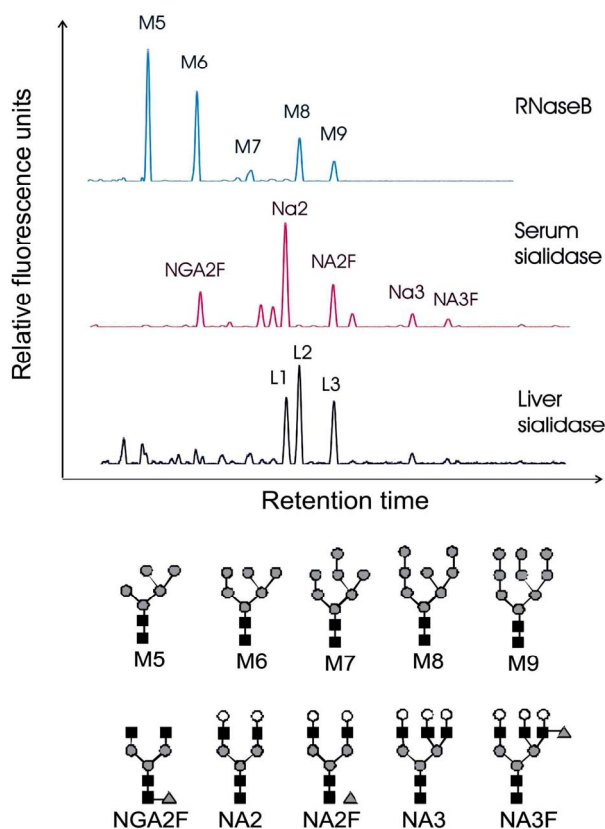 Relative fluorescence units
M5
M6
M7
M8
M9
RNaseB
NGA2F
Na2
NA2F
Na3
NA3F
Serum
sialidase
L1
L2
L3
Liver
sialidase
Retention time
M5 M6 M7 M8 M9
NGA2F NA2 NA2F NA3 NA3F